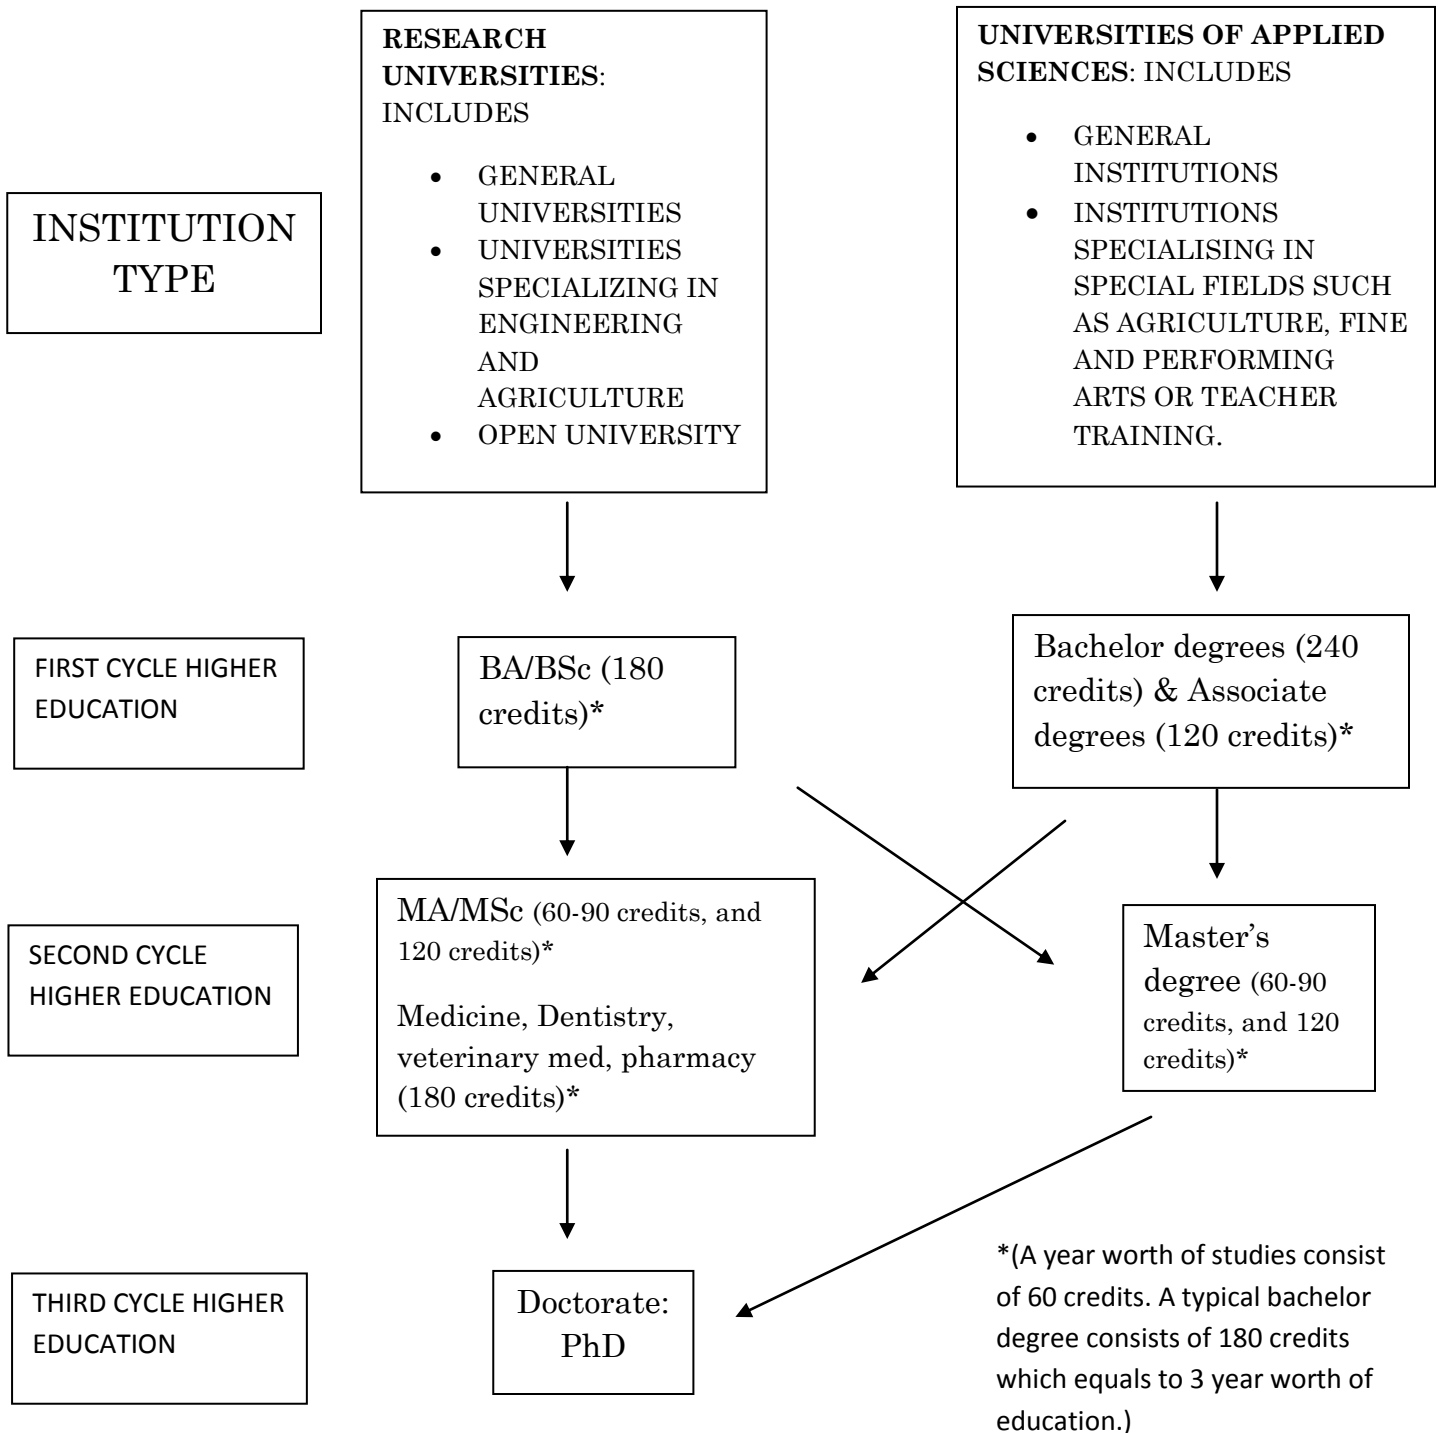 RESEARCH
UNIVERSITIES:
INCLUDES
• GENERAL
UNIVERSITIES
• UNIVERSITIES
SPECIALIZING IN
ENGINEERING
AND
AGRICULTURE
• OPEN UNIVERSITY
UNIVERSITIES OF APPLIED
SCIENCES: INCLUDES
• GENERAL
INSTITUTIONS
• INSTITUTIONS
SPECIALISING IN
SPECIAL FIELDS SUCH
AS AGRICULTURE, FINE
AND PERFORMING
ARTS OR TEACHER
TRAINING.
INSTITUTION
TYPE
FIRST CYCLE HIGHER
EDUCATION
BA/BSc (180
credits)*
Bachelor degrees (240
credits) & Associate
degrees (120 credits)*
SECOND CYCLE
HIGHER EDUCATION
MA/MSc (60-90 credits, and
120 credits)*
Medicine, Dentistry,
veterinary med, pharmacy
(180 credits)*
Master’s
degree (60-90
credits, and 120
credits)*
THIRD CYCLE HIGHER
EDUCATION
Doctorate:
PhD
*(A year worth of studies consist
of 60 credits. A typical bachelor
degree consists of 180 credits
which equals to 3 year worth of
education.)